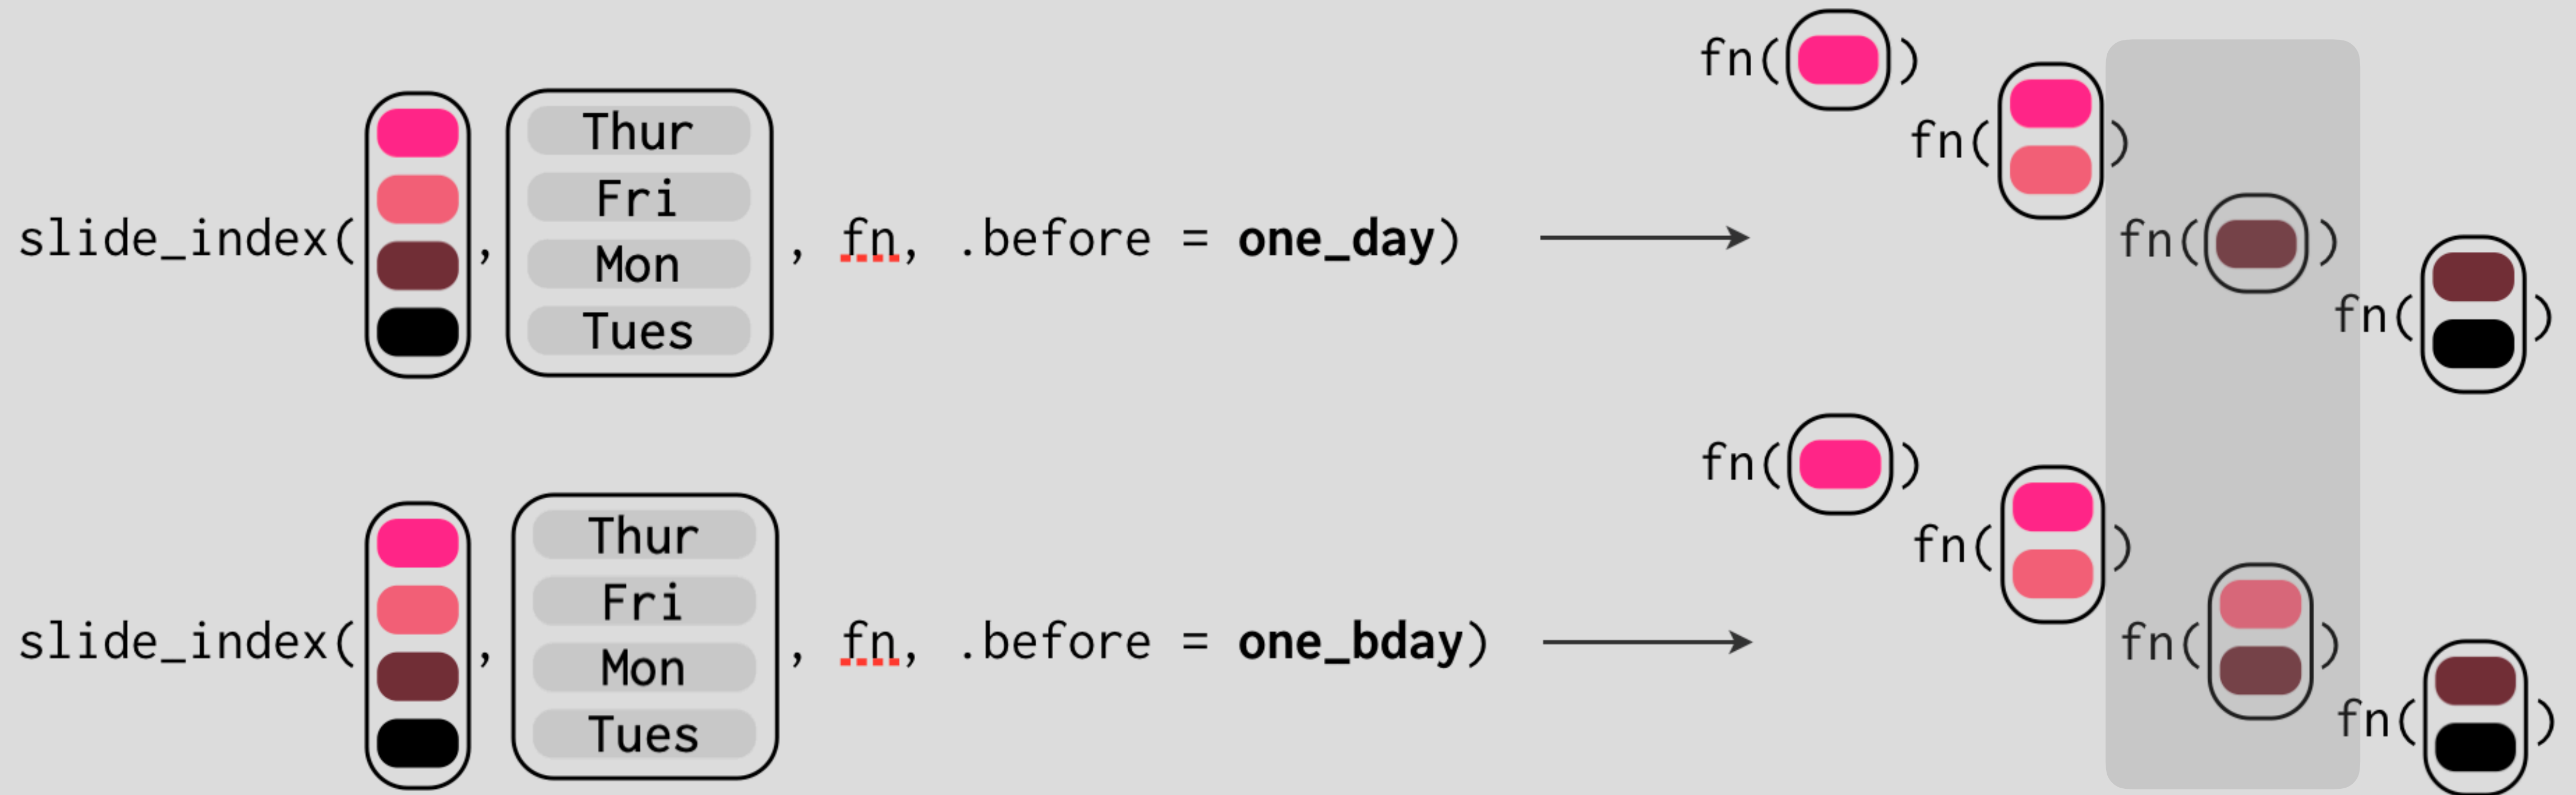 slide_index( , Thur Fri Mon Tues , fn, .before = one_day)
fn( )
fn( )
fn( )
fn( )
slide_index( , Thur Fri Mon Tues , fn, .before = one_bday)
fn( )
fn( )
fn( )
fn( )